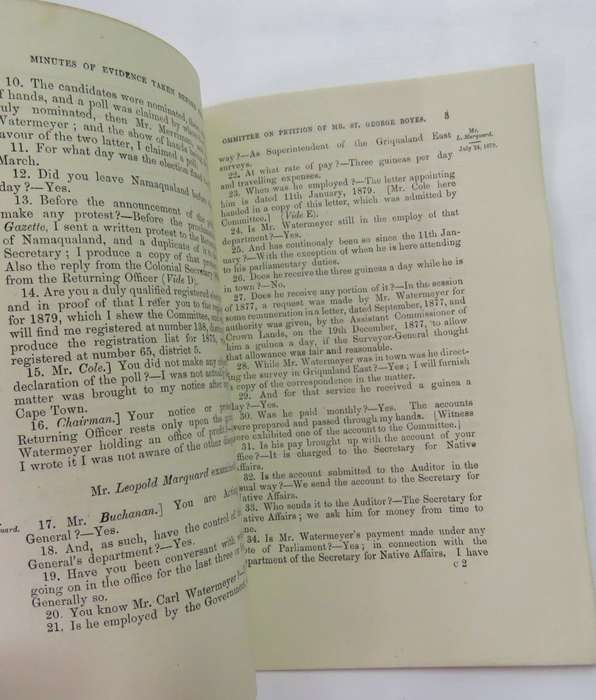 MINUTES OF EVIDENCE TAKEN BEFORE
10. The candidates were nominated,
of hands, and a poll was claimed by
duly nominated, then Mr. Merriman,
Watermeyer; and the show of hands being in
favour of the two latter, I claimed a poll
11. For what day was the election fixed
March.
12. Did you leave Namaqualand before
day?—Yes.
13. Before the announcement of the
make any protest?—Before the
Gazette, I sent a written protest to the
of Namaqualand, and a duplicate of it
Secretary; I produce a copy of that
Also the reply from the Colonial Secretary
from the Returning Officer (Vide D).
14. Are you a duly qualified registered
and in proof of that I refer you to the
for 1879, which I shew the Committee,
will find me registered at number 138,
produce the registration list for 1875,
registered at number 65, district 5.
15. Mr. Cole.] You did not make any
declaration of the poll?—I was not
matter was brought to my notice after
Cape Town.
16. Chairman.] Your notice or
Returning Officer rests only upon the
Watermeyer holding an office of
I wrote it I was not aware of the other
Mr. Leopold Marquard examined
17. Mr. Buchanan.] You are
General?—Yes.
18. And, as such, have the control of
General's department?—Yes.
19. Have you been conversant with
going on in the office for the last three or
Generally so.
20. You know Mr. Carl Watermeyer?—
21. Is he employed by the Government
OMMITTEE ON PETITION OF MR. ST. GEORGE BOYES. 3
Mr.
L. Marquard.
July 24, 1879.
way?—As Superintendent of the Griqualand East
surveys.
22. At what rate of pay?—Three guineas per day
and travelling expenses.
23. When was he employed?—The letter appointing
him is dated 11th January, 1879. [Mr. Cole here
handed in a copy of this letter, which was admitted by
Committee.] (Vide E).
24. Is Mr. Watermeyer still in the employ of that
department?—Yes.
25. And has continously been so since the 11th Jan-
uary?—With the exception of when he is here attending
to his parliamentary duties.
26. Does he receive the three guineas a day while he is
in town?—No.
27. Does he receive any portion of it?—In the session
of 1877, a request was made by Mr. Watermeyer for
some remuneration in a letter, dated September, 1877, and
authority was given, by the Assistant Commissioner of
Crown Lands, on the 19th December, 1877, to allow
him a guinea a day, if the Surveyor-General thought
that allowance was fair and reasonable.
28. While Mr. Watermeyer was in town was he direct-
ing the survey in Griqualand East?—Yes; I will furnish
a copy of the correspondence in the matter.
29. And for that service he received a guinea a
day?—Yes.
30. Was he paid monthly?—Yes. The accounts
were prepared and passed through my hands. [Witness
here exhibited one of the account to the Committee.]
31. Is his pay brought up with the account of your
office?—It is charged to the Secretary for Native
Affairs.
32. Is the account submitted to the Auditor in the
usual way?—We send the account to the Secretary for
Native Affairs.
33. Who sends it to the Auditor?—The Secretary for
Native Affairs; we ask him for money from time to
time.
34. Is Mr. Watermeyer's payment made under any
vote of Parliament?—Yes; in connection with the
department of the Secretary for Native Affairs. I have
C 2